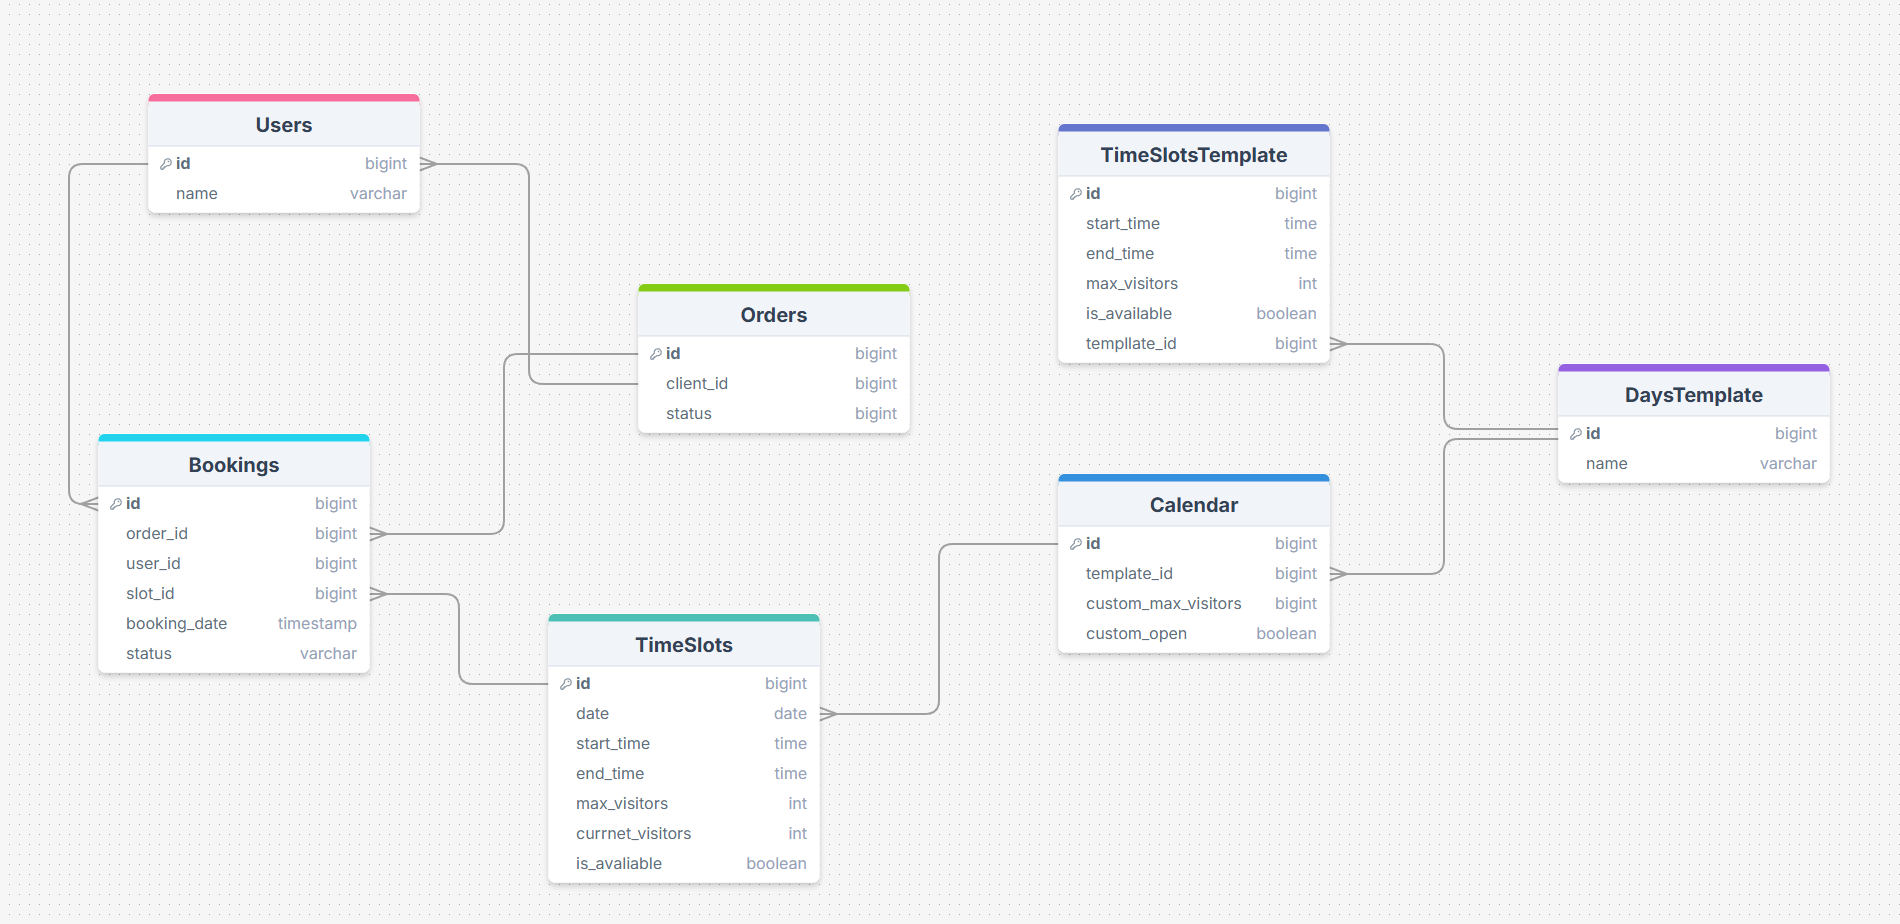 Users
id bigint
name varchar
TimeSlotsTemplate
id bigint
start_time time
end_time time
max_visitors int
is_available boolean
templlate_id bigint
Orders
id bigint
client_id bigint
status bigint
DaysTemplate
id bigint
name varchar
Bookings
id bigint
order_id bigint
user_id bigint
slot_id bigint
booking_date timestamp
status varchar
Calendar
id bigint
template_id bigint
custom_max_visitors bigint
custom_open boolean
TimeSlots
id bigint
date date
start_time time
end_time time
max_visitors int
currnet_visitors int
is_avaliable boolean